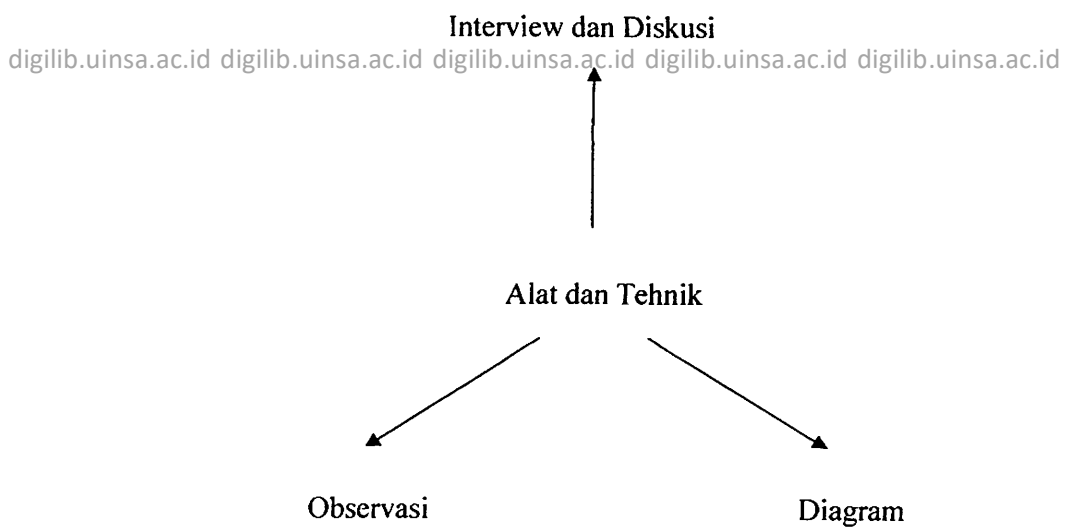 Interview dan Diskusi
digilib.uinsa.ac.id digilib.uinsa.ac.id digilib.uinsa.ac.id digilib.uinsa.ac.id digilib.uinsa.ac.id
Alat dan Tehnik
Observasi
Diagram